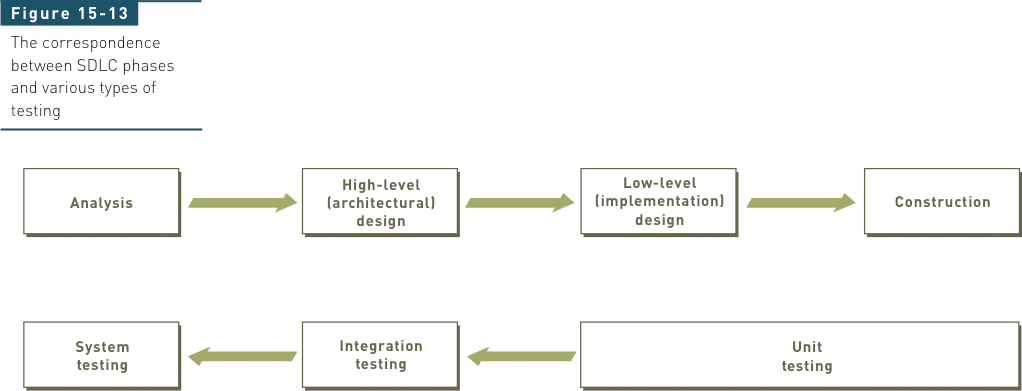 Figure 15-13
The correspondence
between SDLC phases
and various types of
testing
Analysis
High-level
(architectural)
design
Low-level
(implementation)
design
Construction
System
testing
Integration
testing
Unit
testing